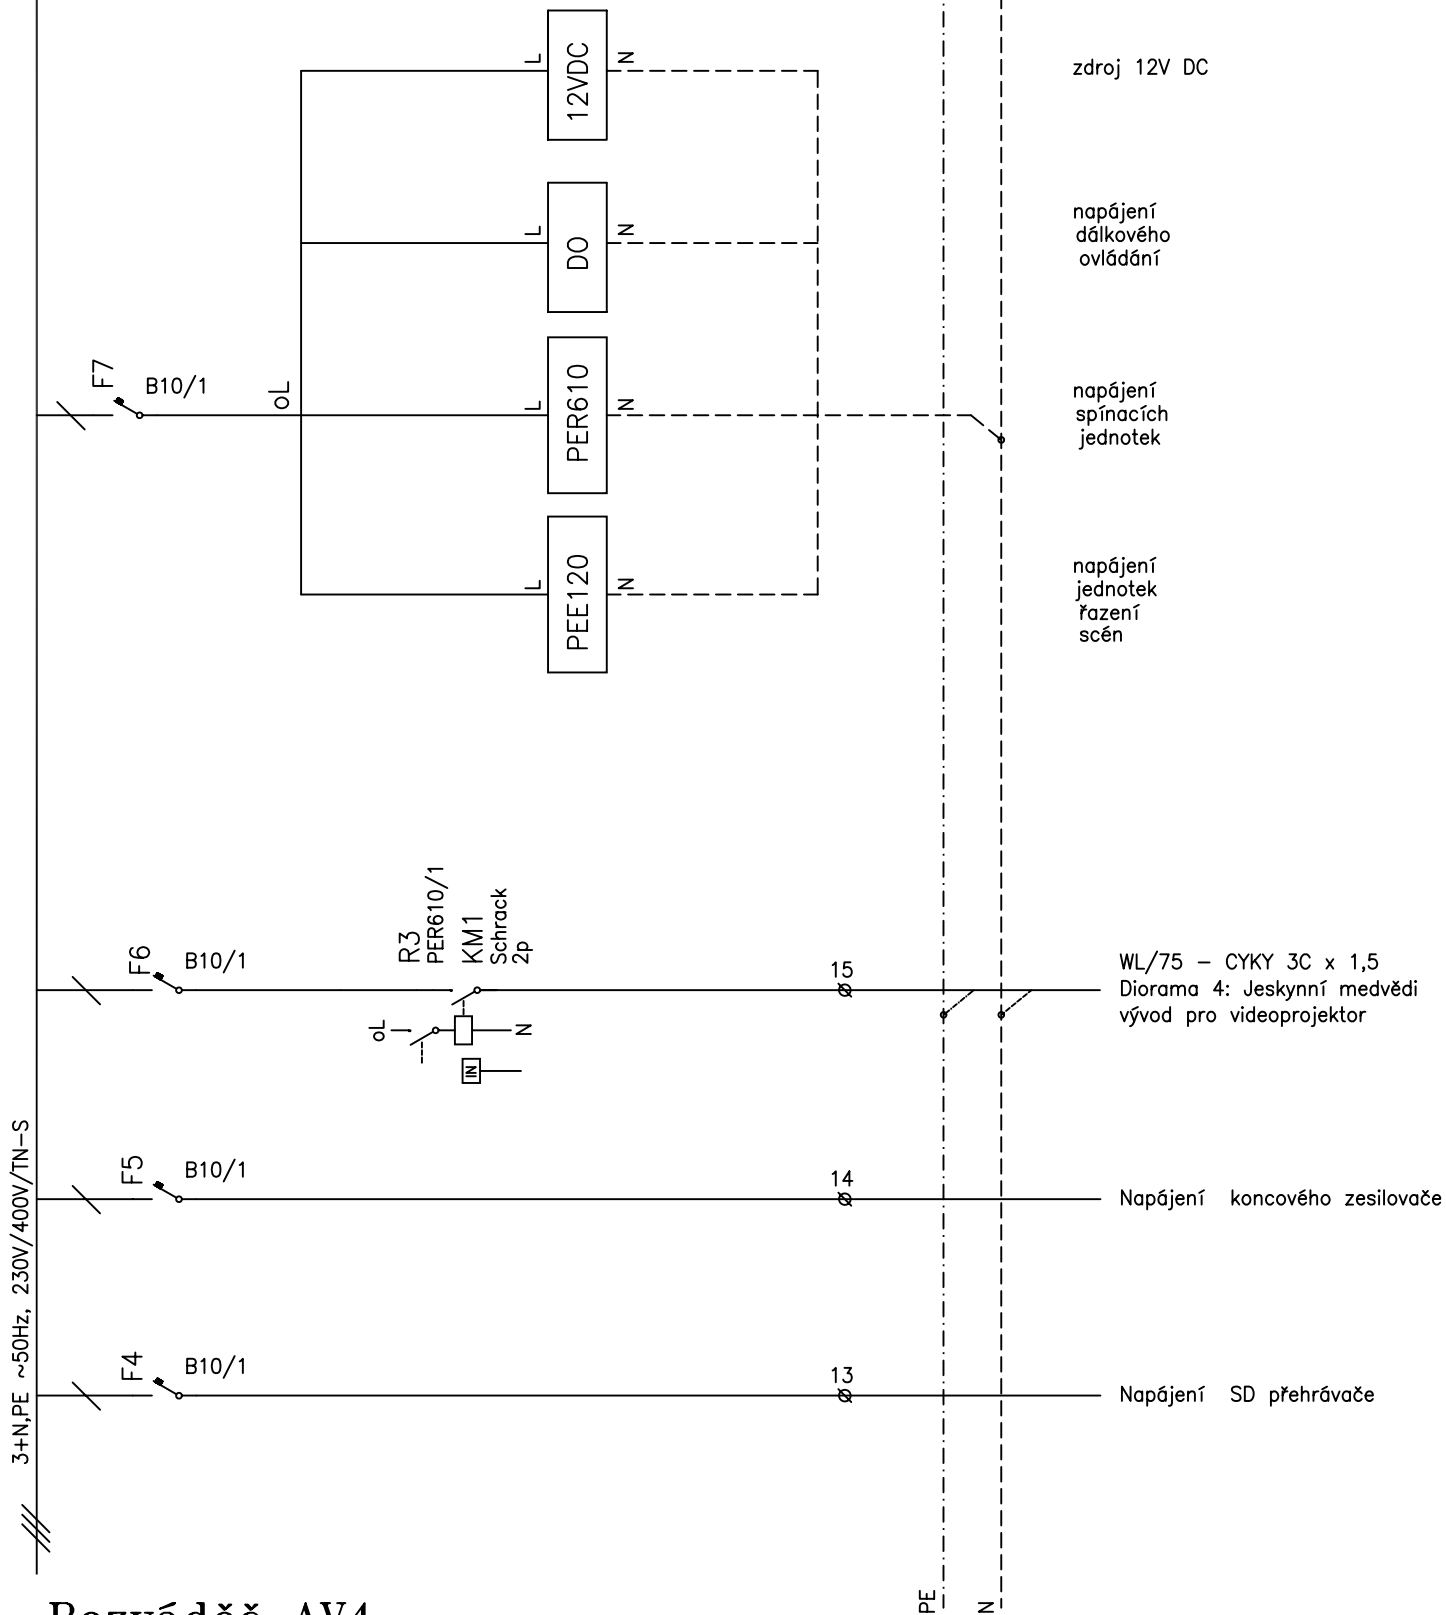 L
12VDC
N
zdroj 12V DC
L
DO
N
napájení
dálkového
ovládání
F7
B10/1
oL
L
PER610
N
napájení
spínacích
jednotek
L
PEE120
N
napájení
jednotek
řazení
scén
F6
B10/1
R3
PER610/1
KM1
Schrack
2p
oL
N
IN
15
WL/75 – CYKY 3C x 1,5
Diorama 4: Jeskynní medvědi
vývod pro videoprojektor
F5
B10/1
14
Napájení koncového zesilovače
F4
B10/1
13
Napájení SD přehrávače
3+N,PE ~50Hz, 230V/400V/TN-S
PE
N
Rozváděč AV4